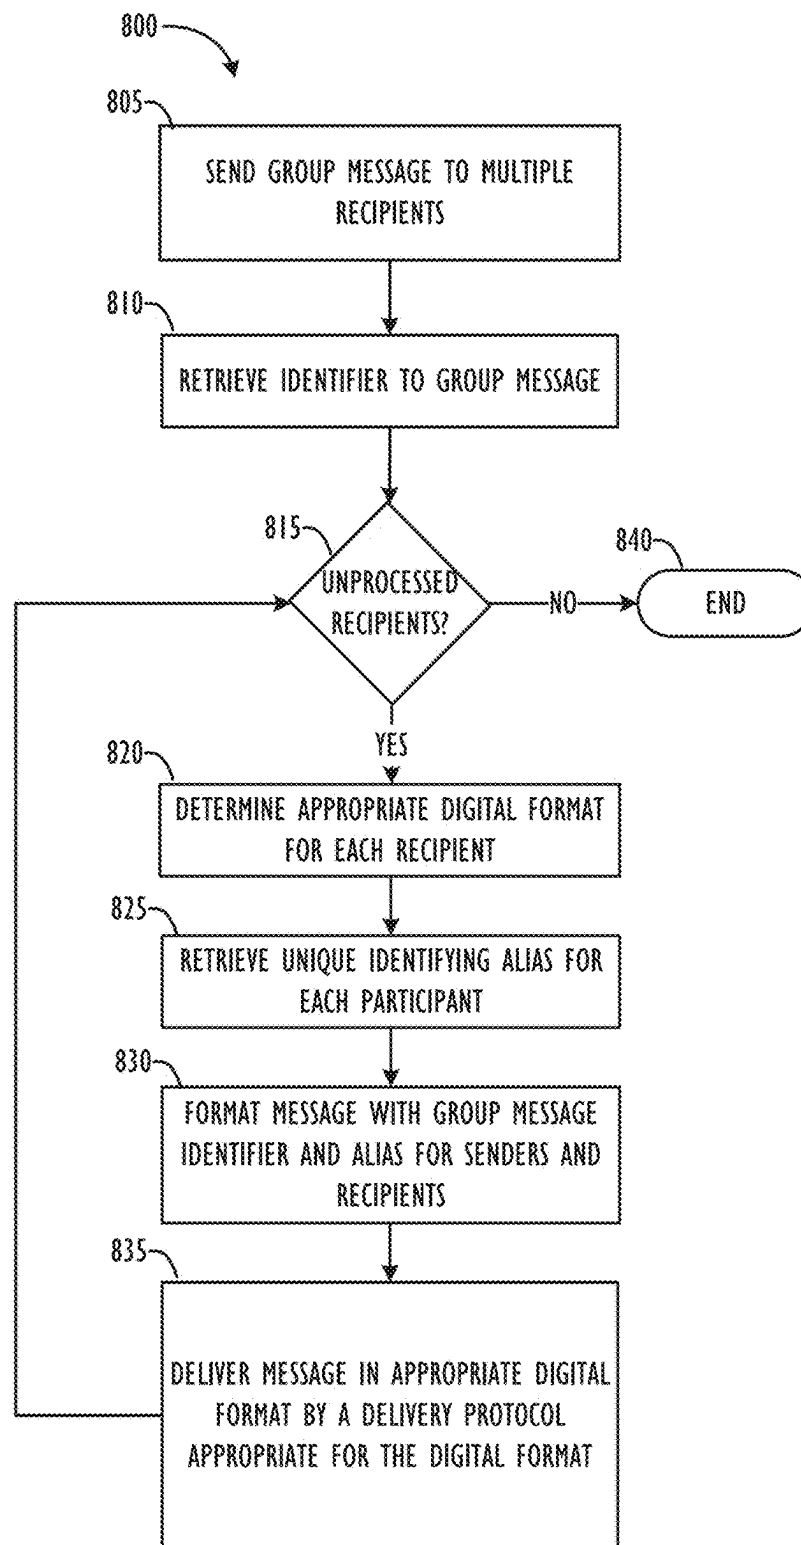 800
805
SEND GROUP MESSAGE TO MULTIPLE
RECIPIENTS
810
RETRIEVE IDENTIFIER TO GROUP MESSAGE
815
UNPROCESSED
RECIPIENTS?
NO
840
END
YES
820
DETERMINE APPROPRIATE DIGITAL FORMAT
FOR EACH RECIPIENT
825
RETRIEVE UNIQUE IDENTIFYING ALIAS FOR
EACH PARTICIPANT
830
FORMAT MESSAGE WITH GROUP MESSAGE
IDENTIFIER AND ALIAS FOR SENDERS AND
RECIPIENTS
835
DELIVER MESSAGE IN APPROPRIATE DIGITAL
FORMAT BY A DELIVERY PROTOCOL
APPROPRIATE FOR THE DIGITAL FORMAT